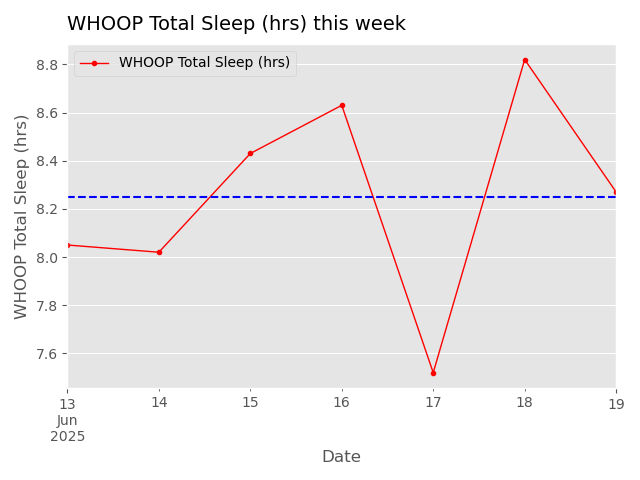 WHOOP Total Sleep (hrs) this week
WHOOP Total Sleep (hrs)
WHOOP Total Sleep (hrs)
8.8
8.6
8.4
8.2
8.0
7.8
7.6
13 14 15 16 17 18 19
Jun
2025
Date